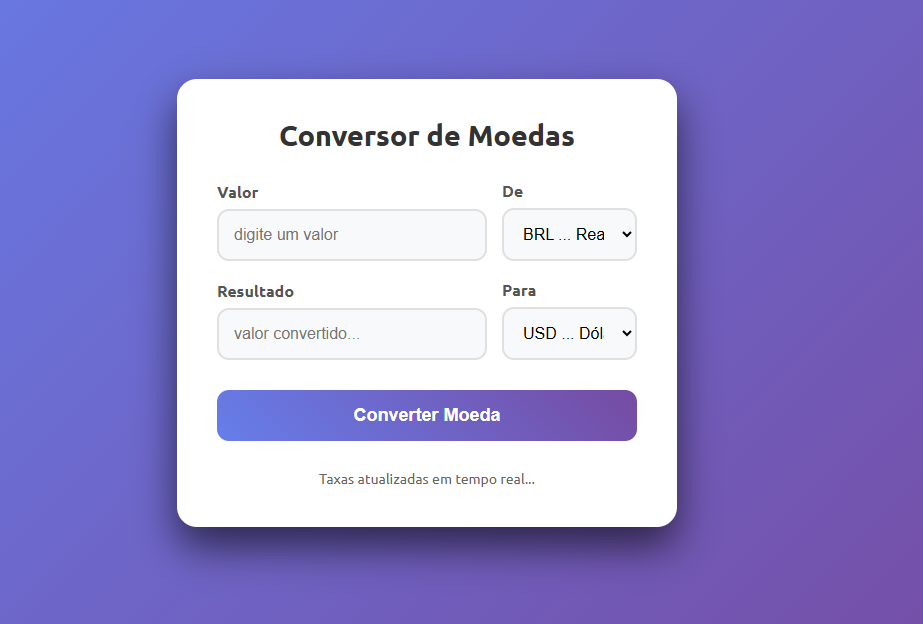 Conversor de Moedas
Valor
De
digite um valor
BRL ... Rea
Resultado
Para
valor convertido...
USD ... Dól
Converter Moeda
Taxas atualizadas em tempo real...